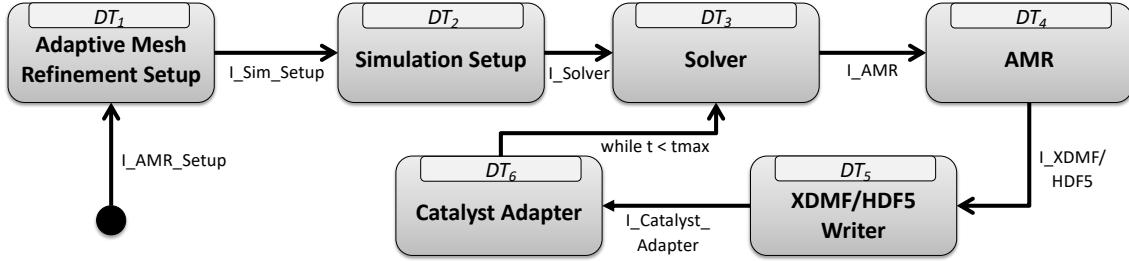 DT₁
Adaptive Mesh
Refinement Setup
I_Sim_Setup
DT₂
Simulation Setup
I_Solver
DT₃
Solver
I_AMR
DT₄
AMR
I_AMR_Setup
while t < tmax
I_XDMF/
HDF5
DT₆
Catalyst Adapter
I_Catalyst_
Adapter
DT₅
XDMF/HDF5
Writer